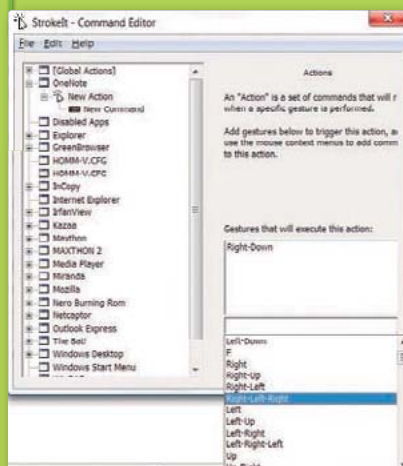 StrokeIt - Command Editor
File Edit Help
[Global Actions]
OneNote
New Action
New Command
Disabled Apps
Explorer
GreenBrowser
HOMM-V.CFG
HOMM-V.CFG
InCopy
Internet Explorer
IrfanView
Kazaa
Maxthon
MAXTHON 2
Media Player
Miranda
Mozilla
Nero Burning Rom
Netcaptor
Outlook Express
The Bat!
Windows Desktop
Windows Start Menu
Actions
An "Action" is a set of commands that will r
when a specific gesture is performed.
Add gestures below to trigger this action, a
use the mouse context menus to add comm
to this action.
Gestures that will execute this action:
Right-Down
Left-Down
F
Right
Right-Up
Right-Left
Right-Left-Right
Left
Left-Up
Left-Right
Left-Right-Left
Up
Up-Right